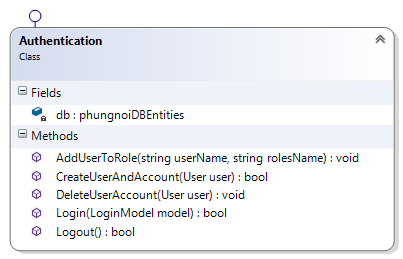 Authentication
Class
Fields
db : phungnoiDBEntities
Methods
AddUserToRole(string userName, string rolesName) : void
CreateUserAndAccount(User user) : bool
DeleteUserAccount(User user) : void
Login(LoginModel model) : bool
Logout() : bool